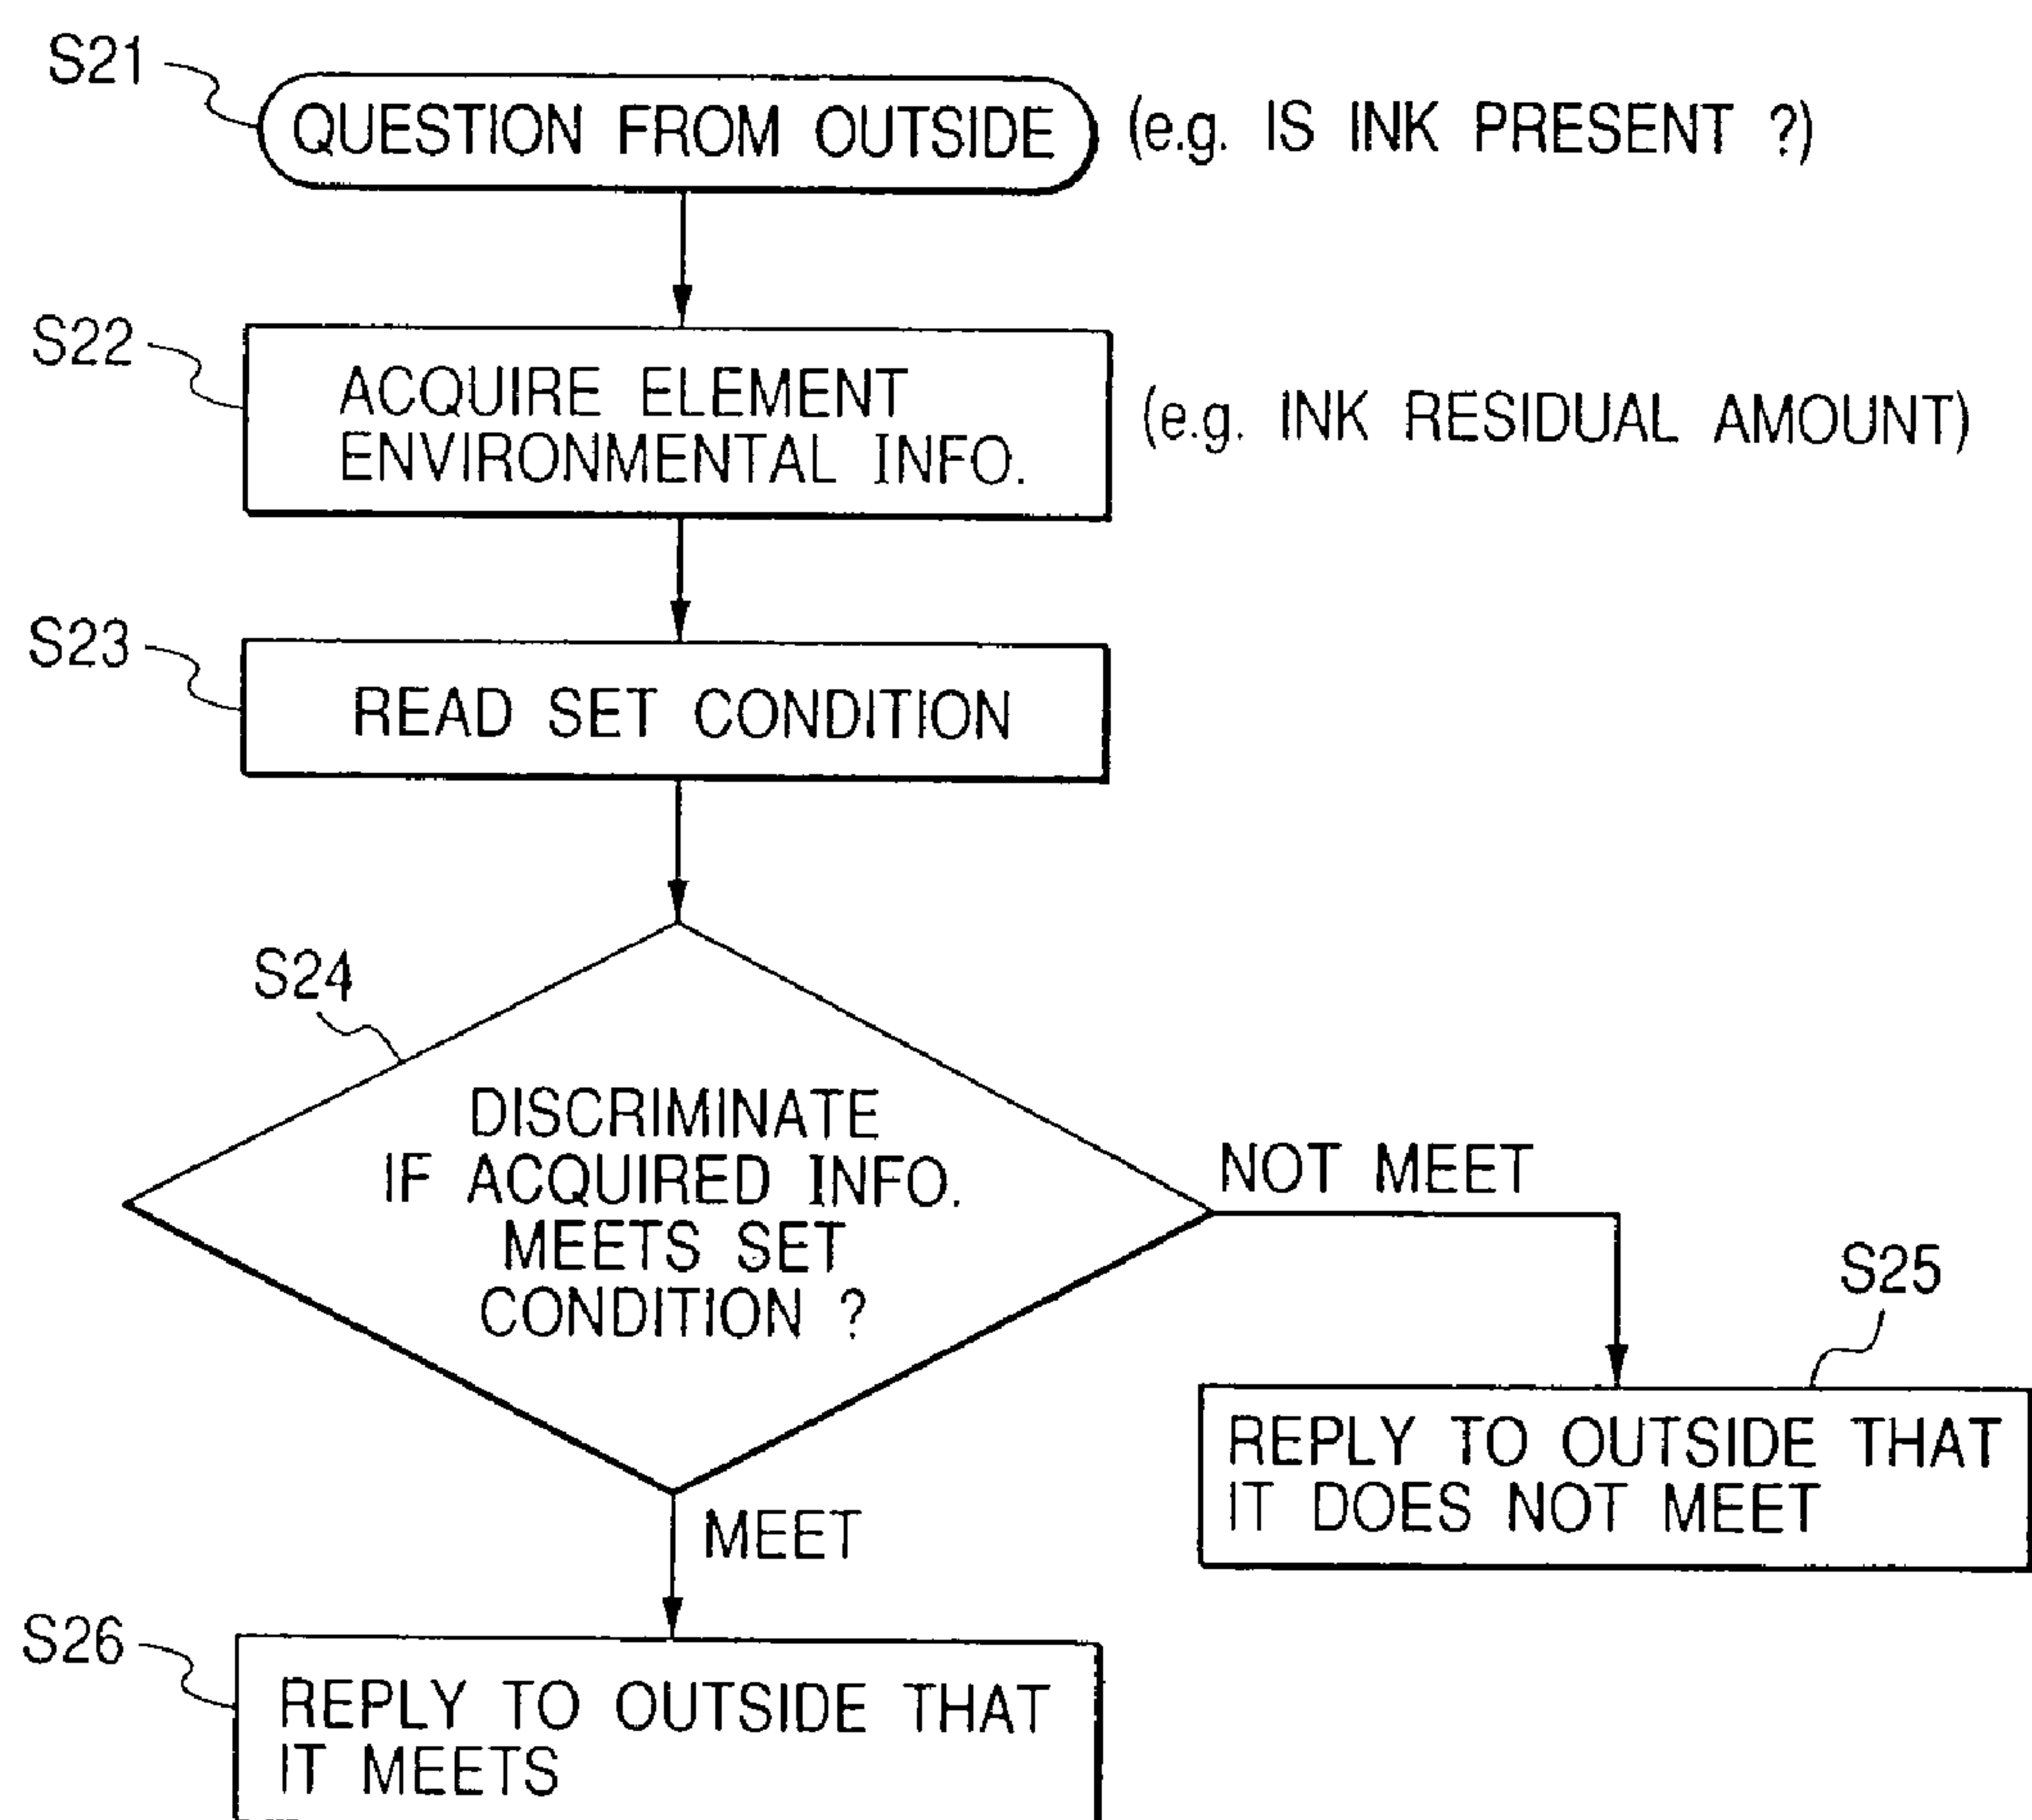 S21
QUESTION FROM OUTSIDE (e.g. IS INK PRESENT ?)
S22
ACQUIRE ELEMENT
ENVIRONMENTAL INFO.
(e.g. INK RESIDUAL AMOUNT)
S23
READ SET CONDITION
S24
DISCRIMINATE
IF ACQUIRED INFO.
MEETS SET
CONDITION ?
NOT MEET
S25
REPLY TO OUTSIDE THAT
IT DOES NOT MEET
MEET
S26
REPLY TO OUTSIDE THAT
IT MEETS